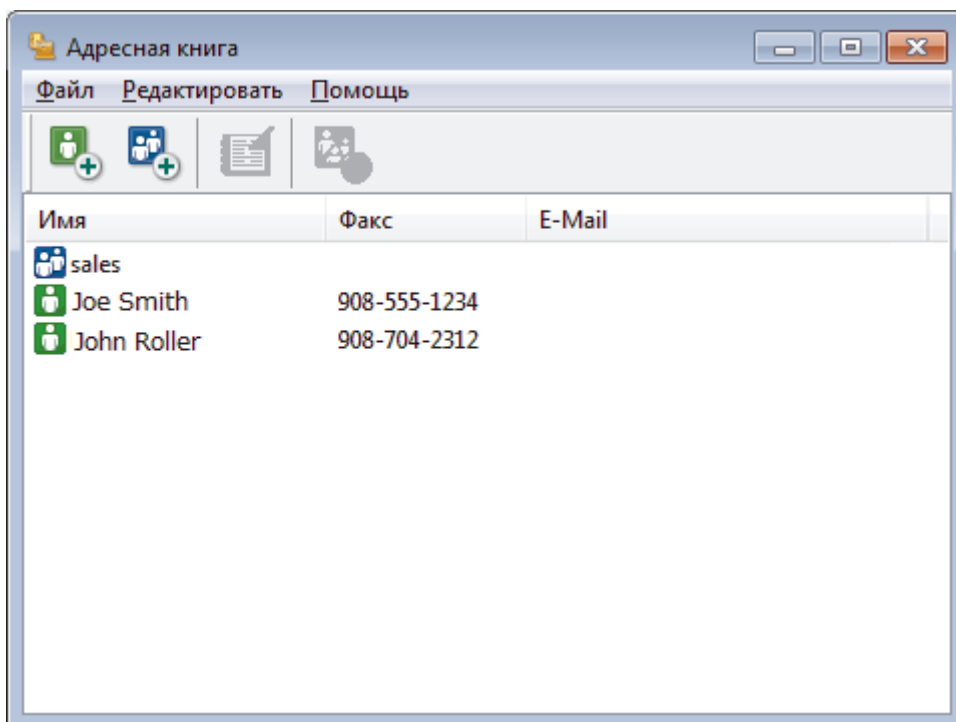 Адресная книга
Файл Редактировать Помощь
Имя Факс E-Mail
sales
Joe Smith 908-555-1234
John Roller 908-704-2312